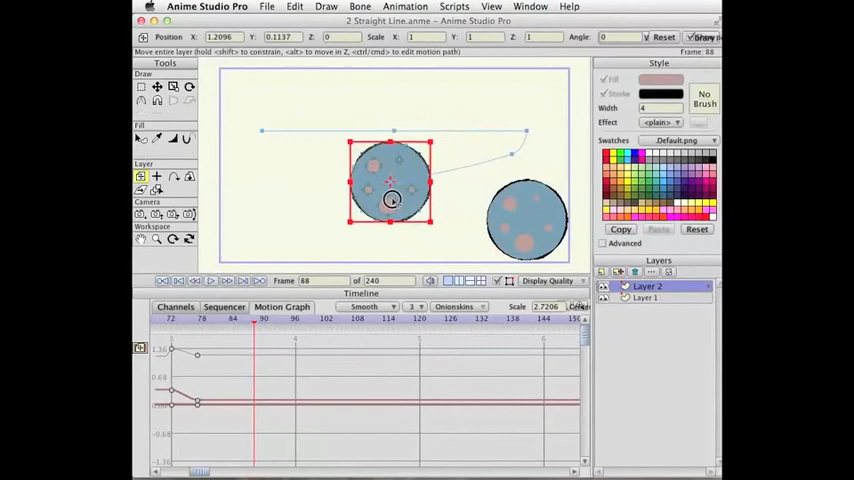 Anime Studio Pro File Edit Draw Bone Animation Scripts View Window Help
2 Straight Line.anme - Anime Studio Pro
Position X: 1.2096 Y: 0.1137 Z: 0 Scale X: 1 Y: 1 Z: 1 Angle: 0 Reset
Move entire layer (hold <shift> to constrain, <alt> to move in Z, <ctrl/cmd> to edit motion path) Frame: 88
Tools
Draw
Fill
Layer
Camera
Workspace
Style
Fill
Stroke
Width 4
Effect <plain>
No
Brush
Swatches Default.png
Copy Paste Reset
Advanced
Layers
Layer 2
Layer 1
Frame 88 of 240 Display Quality
Timeline
Channels Sequencer Motion Graph Smooth 3 Onionskins Scale 2.7206
72 78 84 90 96 102 108 114 120 126 132 138 144 150
3 4 5 6
1.36
0.68
0.00
-0.68
-1.36